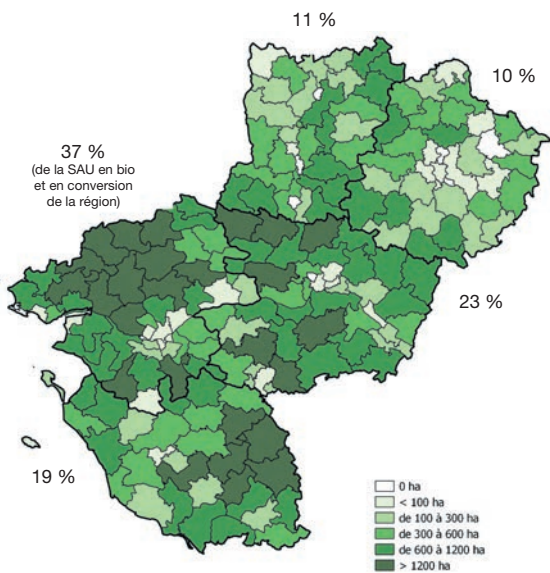 11 %
10 %
37 %
(de la SAU en bio
et en conversion
de la région)
23 %
19 %
0 ha
< 100 ha
de 100 à 300 ha
de 300 à 600 ha
de 600 à 1200 ha
> 1200 ha